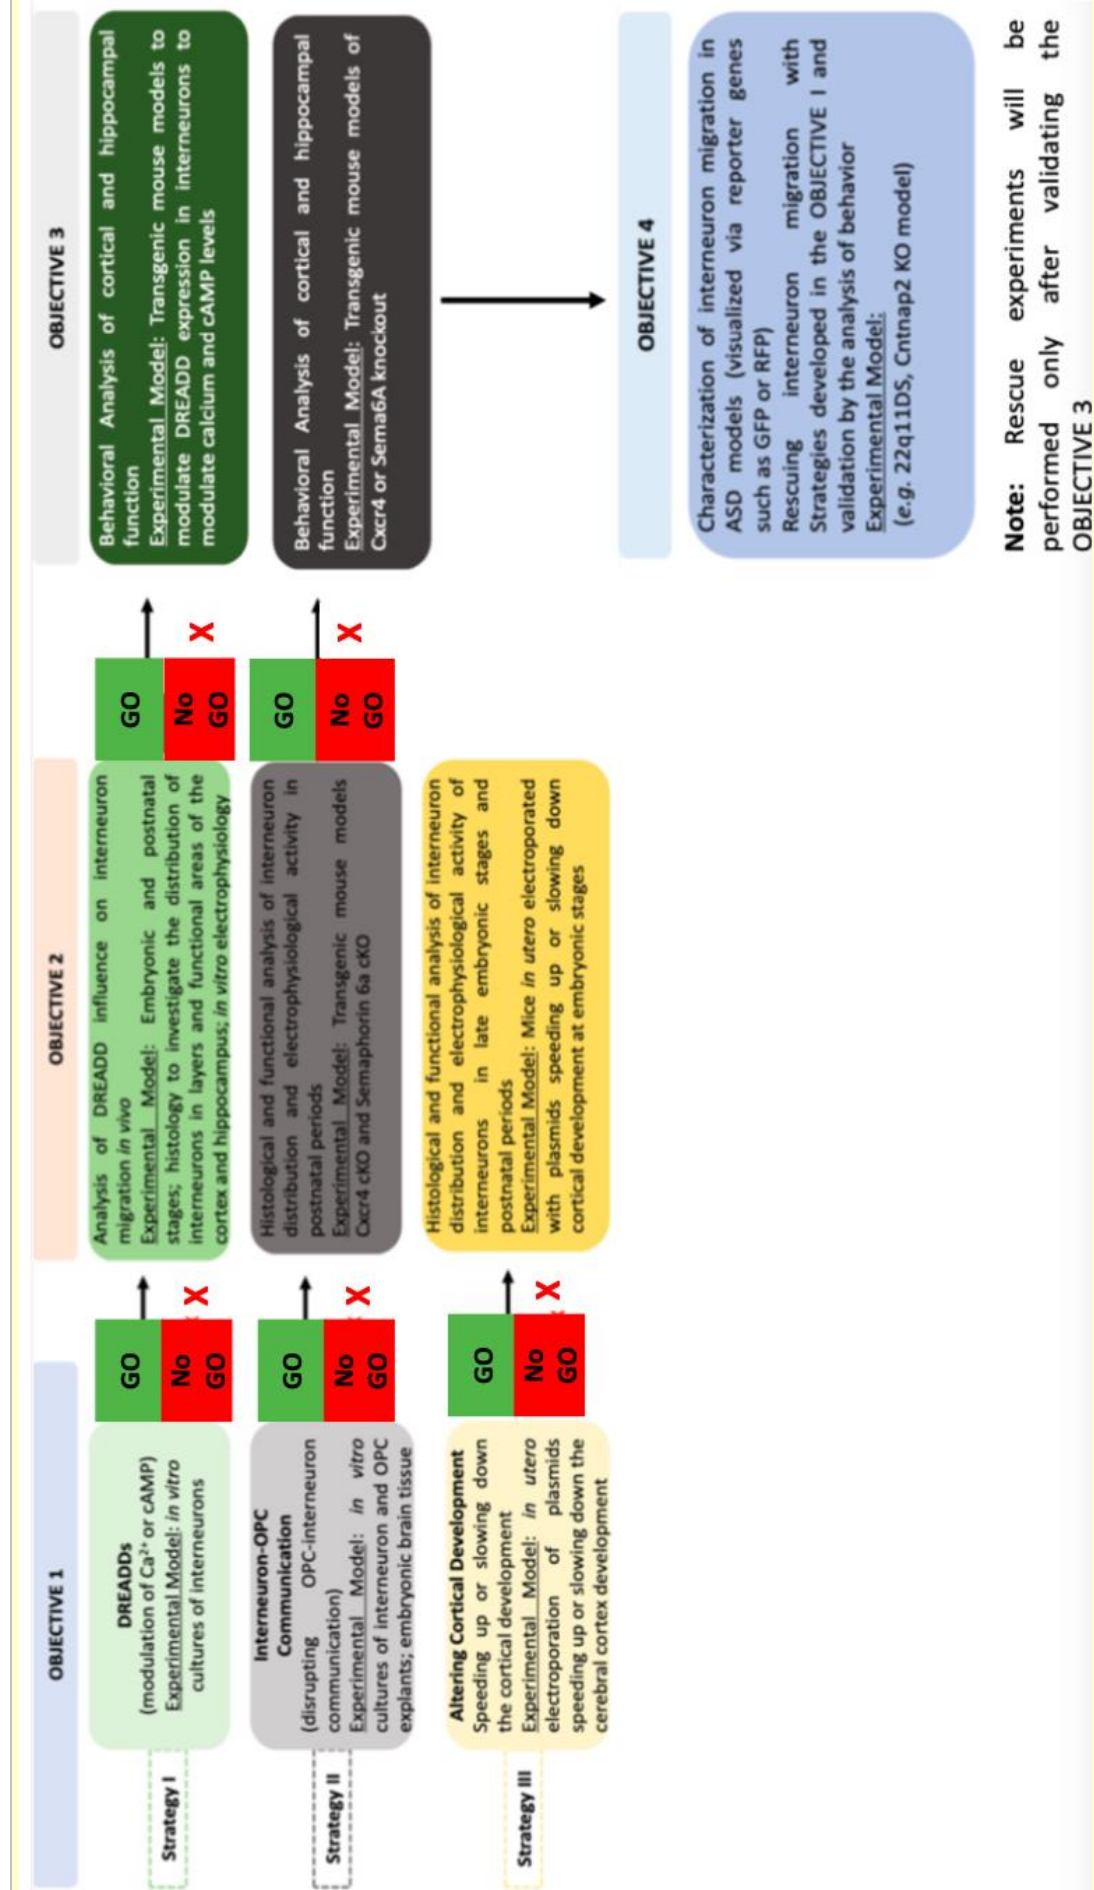 OBJECTIVE 1
Strategy I
DREADDs
(modulation of Ca²⁺ or cAMP)
Experimental Model: in vitro
cultures of interneurons
GO
No
GO
X
Strategy II
Interneuron-OPC
Communication
(disrupting OPC-interneuron
communication)
Experimental Model: in vitro
cultures of interneuron and OPC
explants; embryonic brain tissue
GO
No
GO
X
Strategy III
Altering Cortical Development
Speeding up or slowing down
the cortical development
Experimental Model: in utero
electroporation of plasmids
speeding up or slowing down the
cerebral cortex development
GO
No
GO
X
OBJECTIVE 2
Analysis of DREADD influence on interneuron
migration in vivo
Experimental Model: Embryonic and postnatal
stages; histology to investigate the distribution of
interneurons in layers and functional areas of the
cortex and hippocampus; in vitro electrophysiology
GO
No
GO
X
Histological and functional analysis of interneuron
distribution and electrophysiological activity in
postnatal periods
Experimental Model: Transgenic mouse models
Cxcr4 cKO and Semaphorin 6a cKO
GO
No
GO
X
Histological and functional analysis of interneuron
distribution and electrophysiological activity of
interneurons in late embryonic stages and
postnatal periods
Experimental Model: Mice in utero electroporated
with plasmids speeding up or slowing down
cortical development at embryonic stages
OBJECTIVE 3
Behavioral Analysis of cortical and hippocampal
function
Experimental Model: Transgenic mouse models to
modulate DREADD expression in interneurons to
modulate calcium and cAMP levels
Behavioral Analysis of cortical and hippocampal
function
Experimental Model: Transgenic mouse models of
Cxcr4 or Sema6A knockout
OBJECTIVE 4
Characterization of interneuron migration in
ASD models (visualized via reporter genes
such as GFP or RFP)
Rescuing interneuron migration with
Strategies developed in the OBJECTIVE I and
validation by the analysis of behavior
Experimental Model:
(e.g. 22q11DS, Cntnap2 KO model)
Note: Rescue experiments will be
performed only after validating the
OBJECTIVE 3